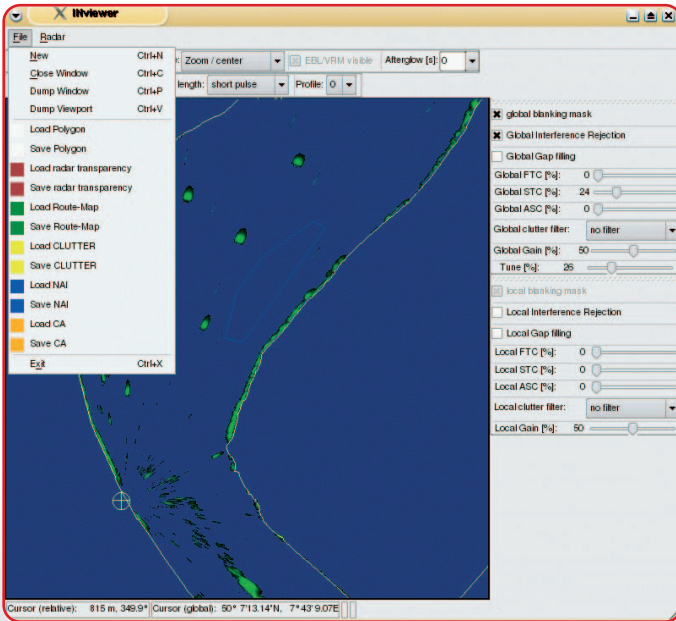 INviewer
File Radar
New Ctrl+N
Close Window Ctrl+C
Dump Window Ctrl+P
Dump Viewport Ctrl+V
Load Polygon
Save Polygon
Load radar transparency
Save radar transparency
Load Route-Map
Save Route-Map
Load CLUTTER
Save CLUTTER
Load NAI
Save NAI
Load CA
Save CA
Exit Ctrl+X
: Zoom / center EBL/VRM visible Afterglow [s]: 0
length: short pulse Profile: 0
global blanking mask
Global Interference Rejection
Global Gap filling
Global FTC [%]: 0
Global STC [%]: 24
Global ASC [%]: 0
Global clutter filter: no filter
Global Gain [%]: 50
Tune [%]: 26
local blanking mask
Local Interference Rejection
Local Gap filling
Local FTC [%]: 0
Local STC [%]: 0
Local ASC [%]: 0
Local clutter filter: no filter
Local Gain [%]: 50
Cursor (relative): 815 m, 349.9° Cursor (global): 50° 7'13.14"N, 7°43'9.07E